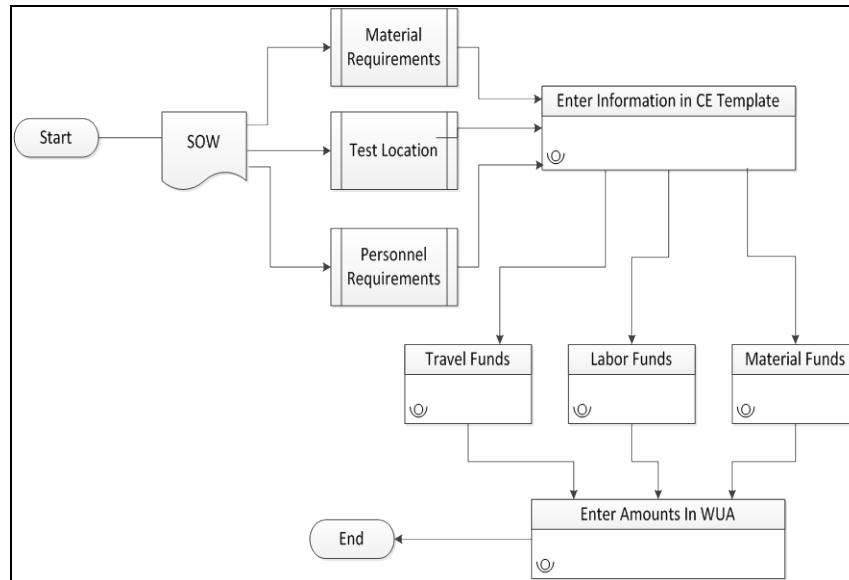 Material
Requirements
Enter Information in CE Template
Start
SOW
Test Location
Personnel
Requirements
Travel Funds
Labor Funds
Material Funds
Enter Amounts In WUA
End